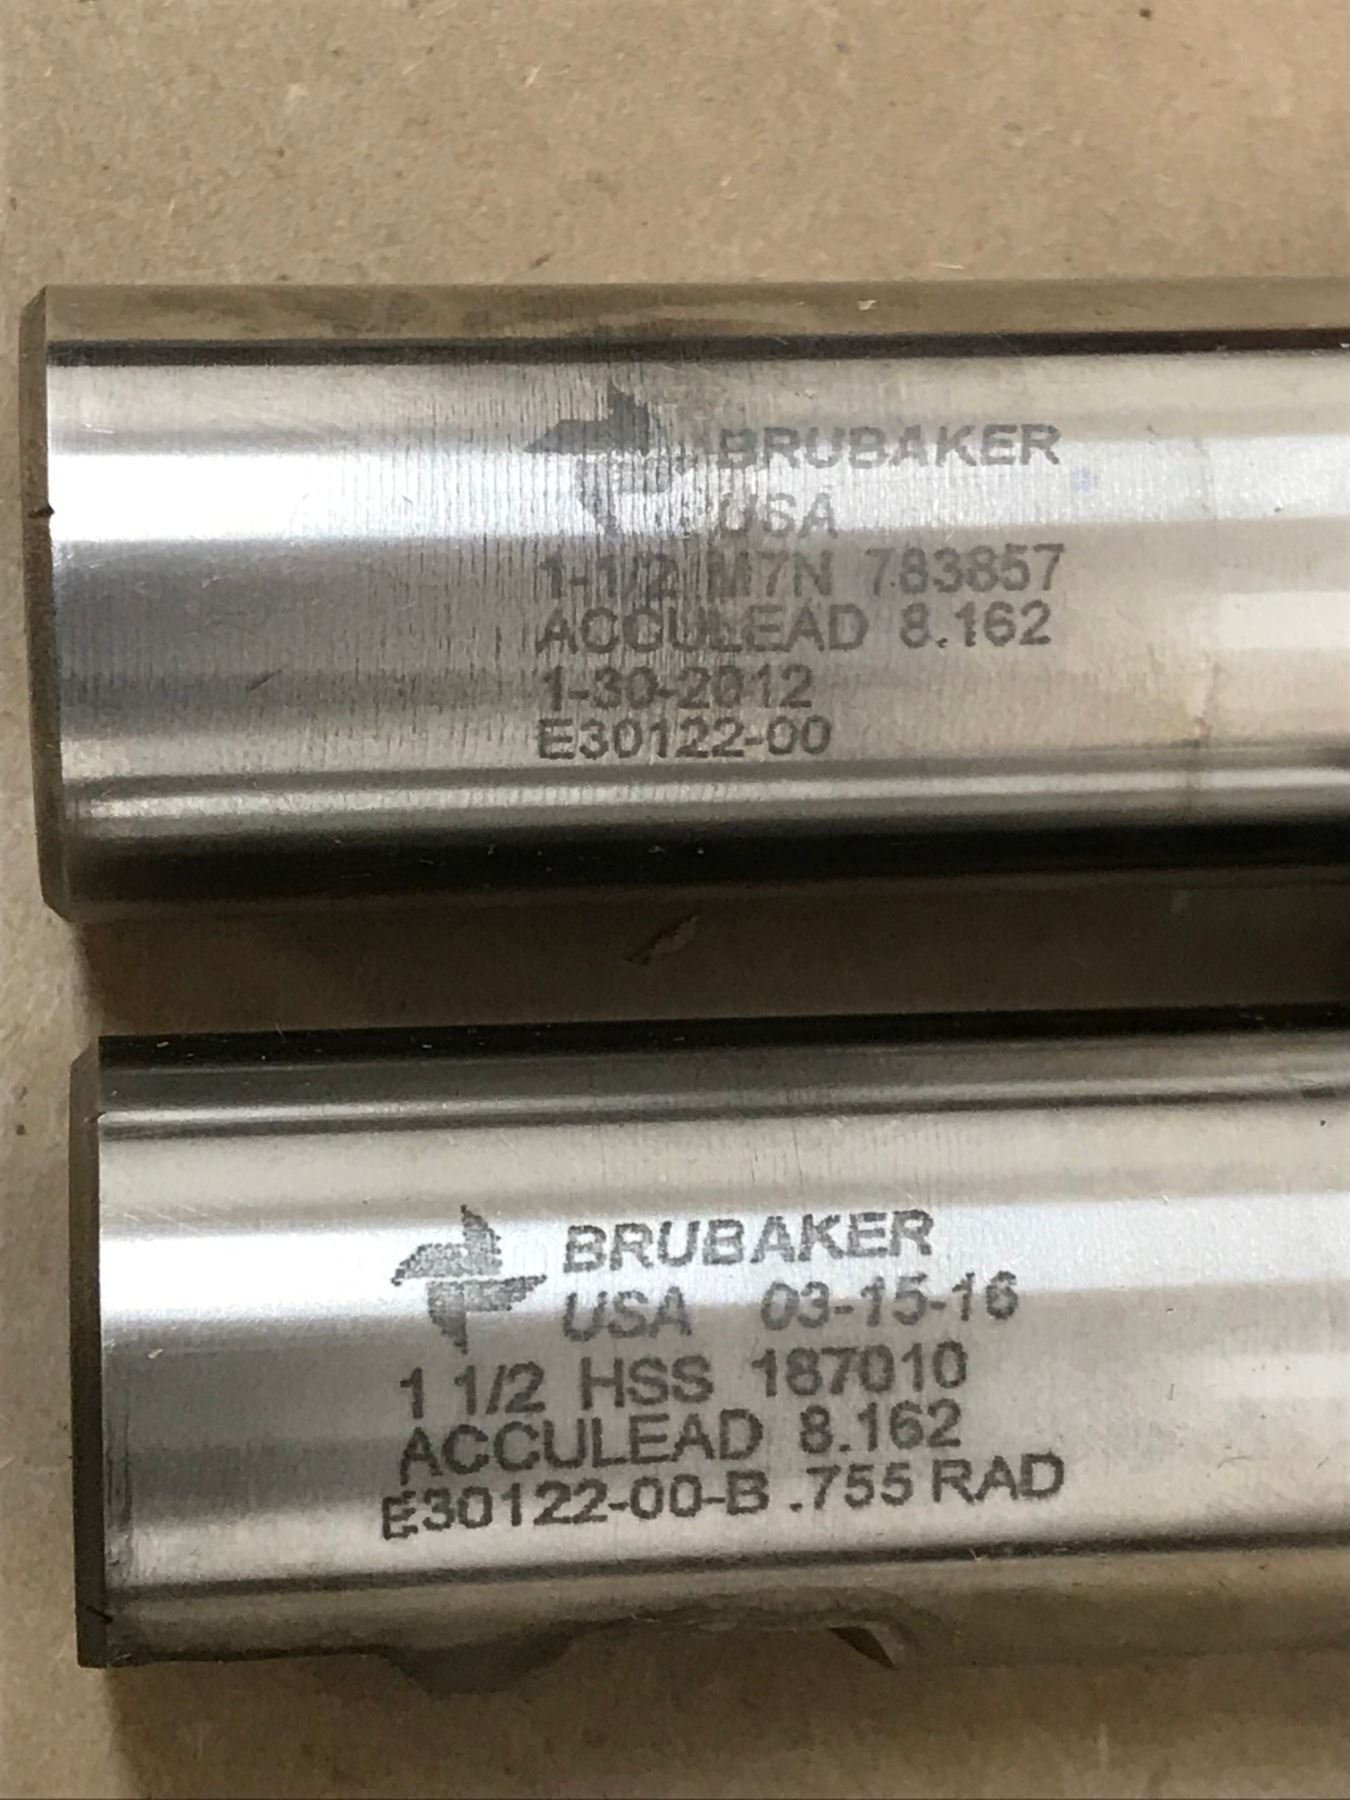 BRUBAKER
USA
1-1/2 M7N 783857
ACCULEAD 8.162
1-30-2012
E30122-00
BRUBAKER
USA 03-15-16
1 1/2 HSS 187010
ACCULEAD 8.162
E30122-00-B .755 RAD